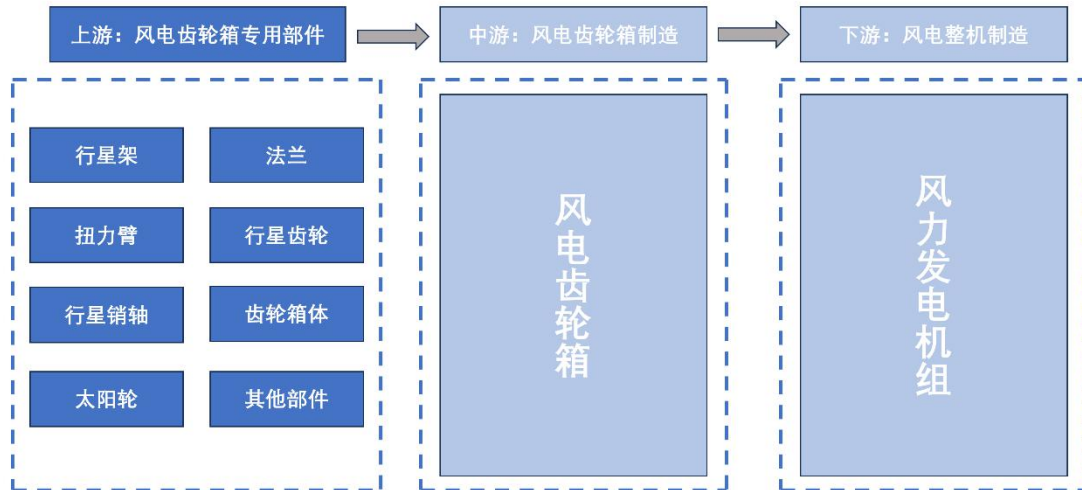 上游：风电齿轮箱专用部件
中游：风电齿轮箱制造
下游：风电整机制造
行星架
法兰
扭力臂
行星齿轮
行星销轴
齿轮箱体
太阳轮
其他部件
风电齿轮箱
风力发电机组